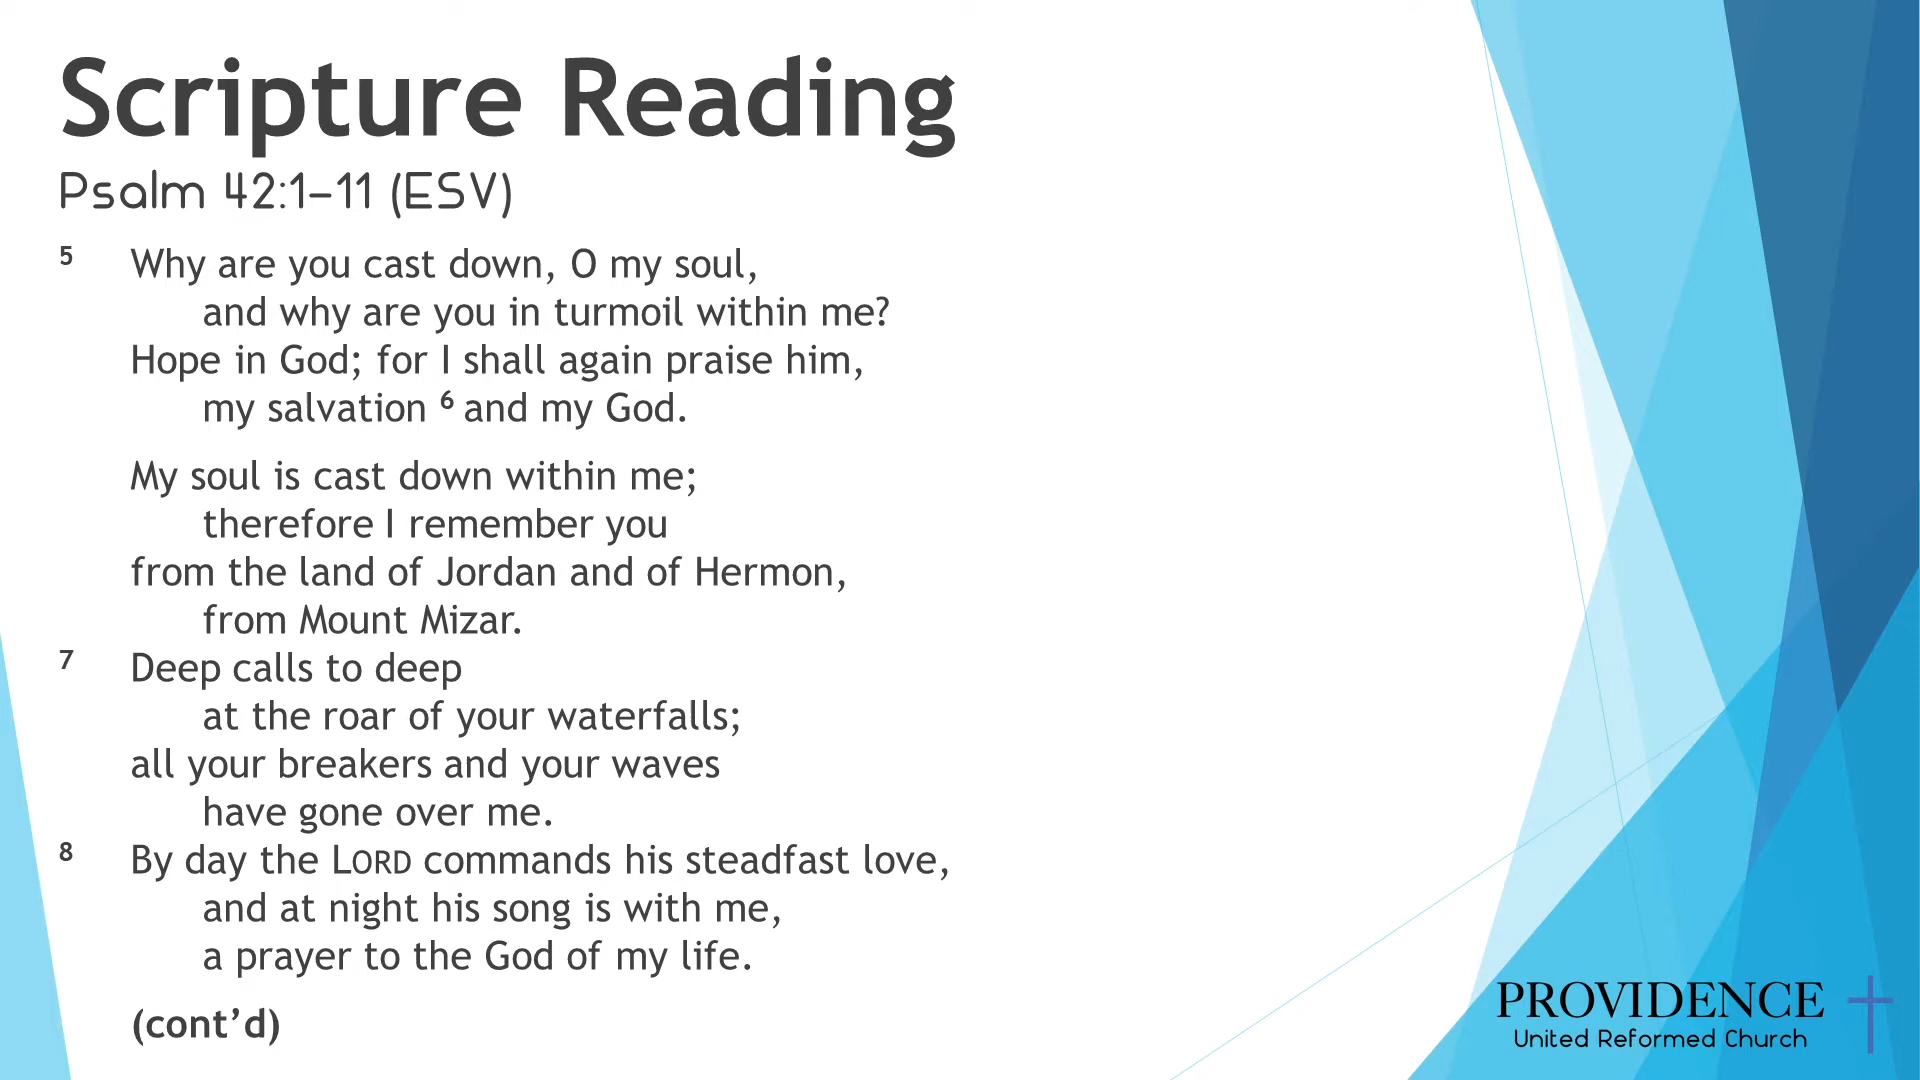 Scripture Reading
Psalm 42:1–11 (ESV)
5 Why are you cast down, O my soul,
and why are you in turmoil within me?
Hope in God; for I shall again praise him,
my salvation 6 and my God.
My soul is cast down within me;
therefore I remember you
from the land of Jordan and of Hermon,
from Mount Mizar.
7 Deep calls to deep
at the roar of your waterfalls;
all your breakers and your waves
have gone over me.
8 By day the LORD commands his steadfast love,
and at night his song is with me,
a prayer to the God of my life.
(cont’d)
PROVIDENCE
United Reformed Church